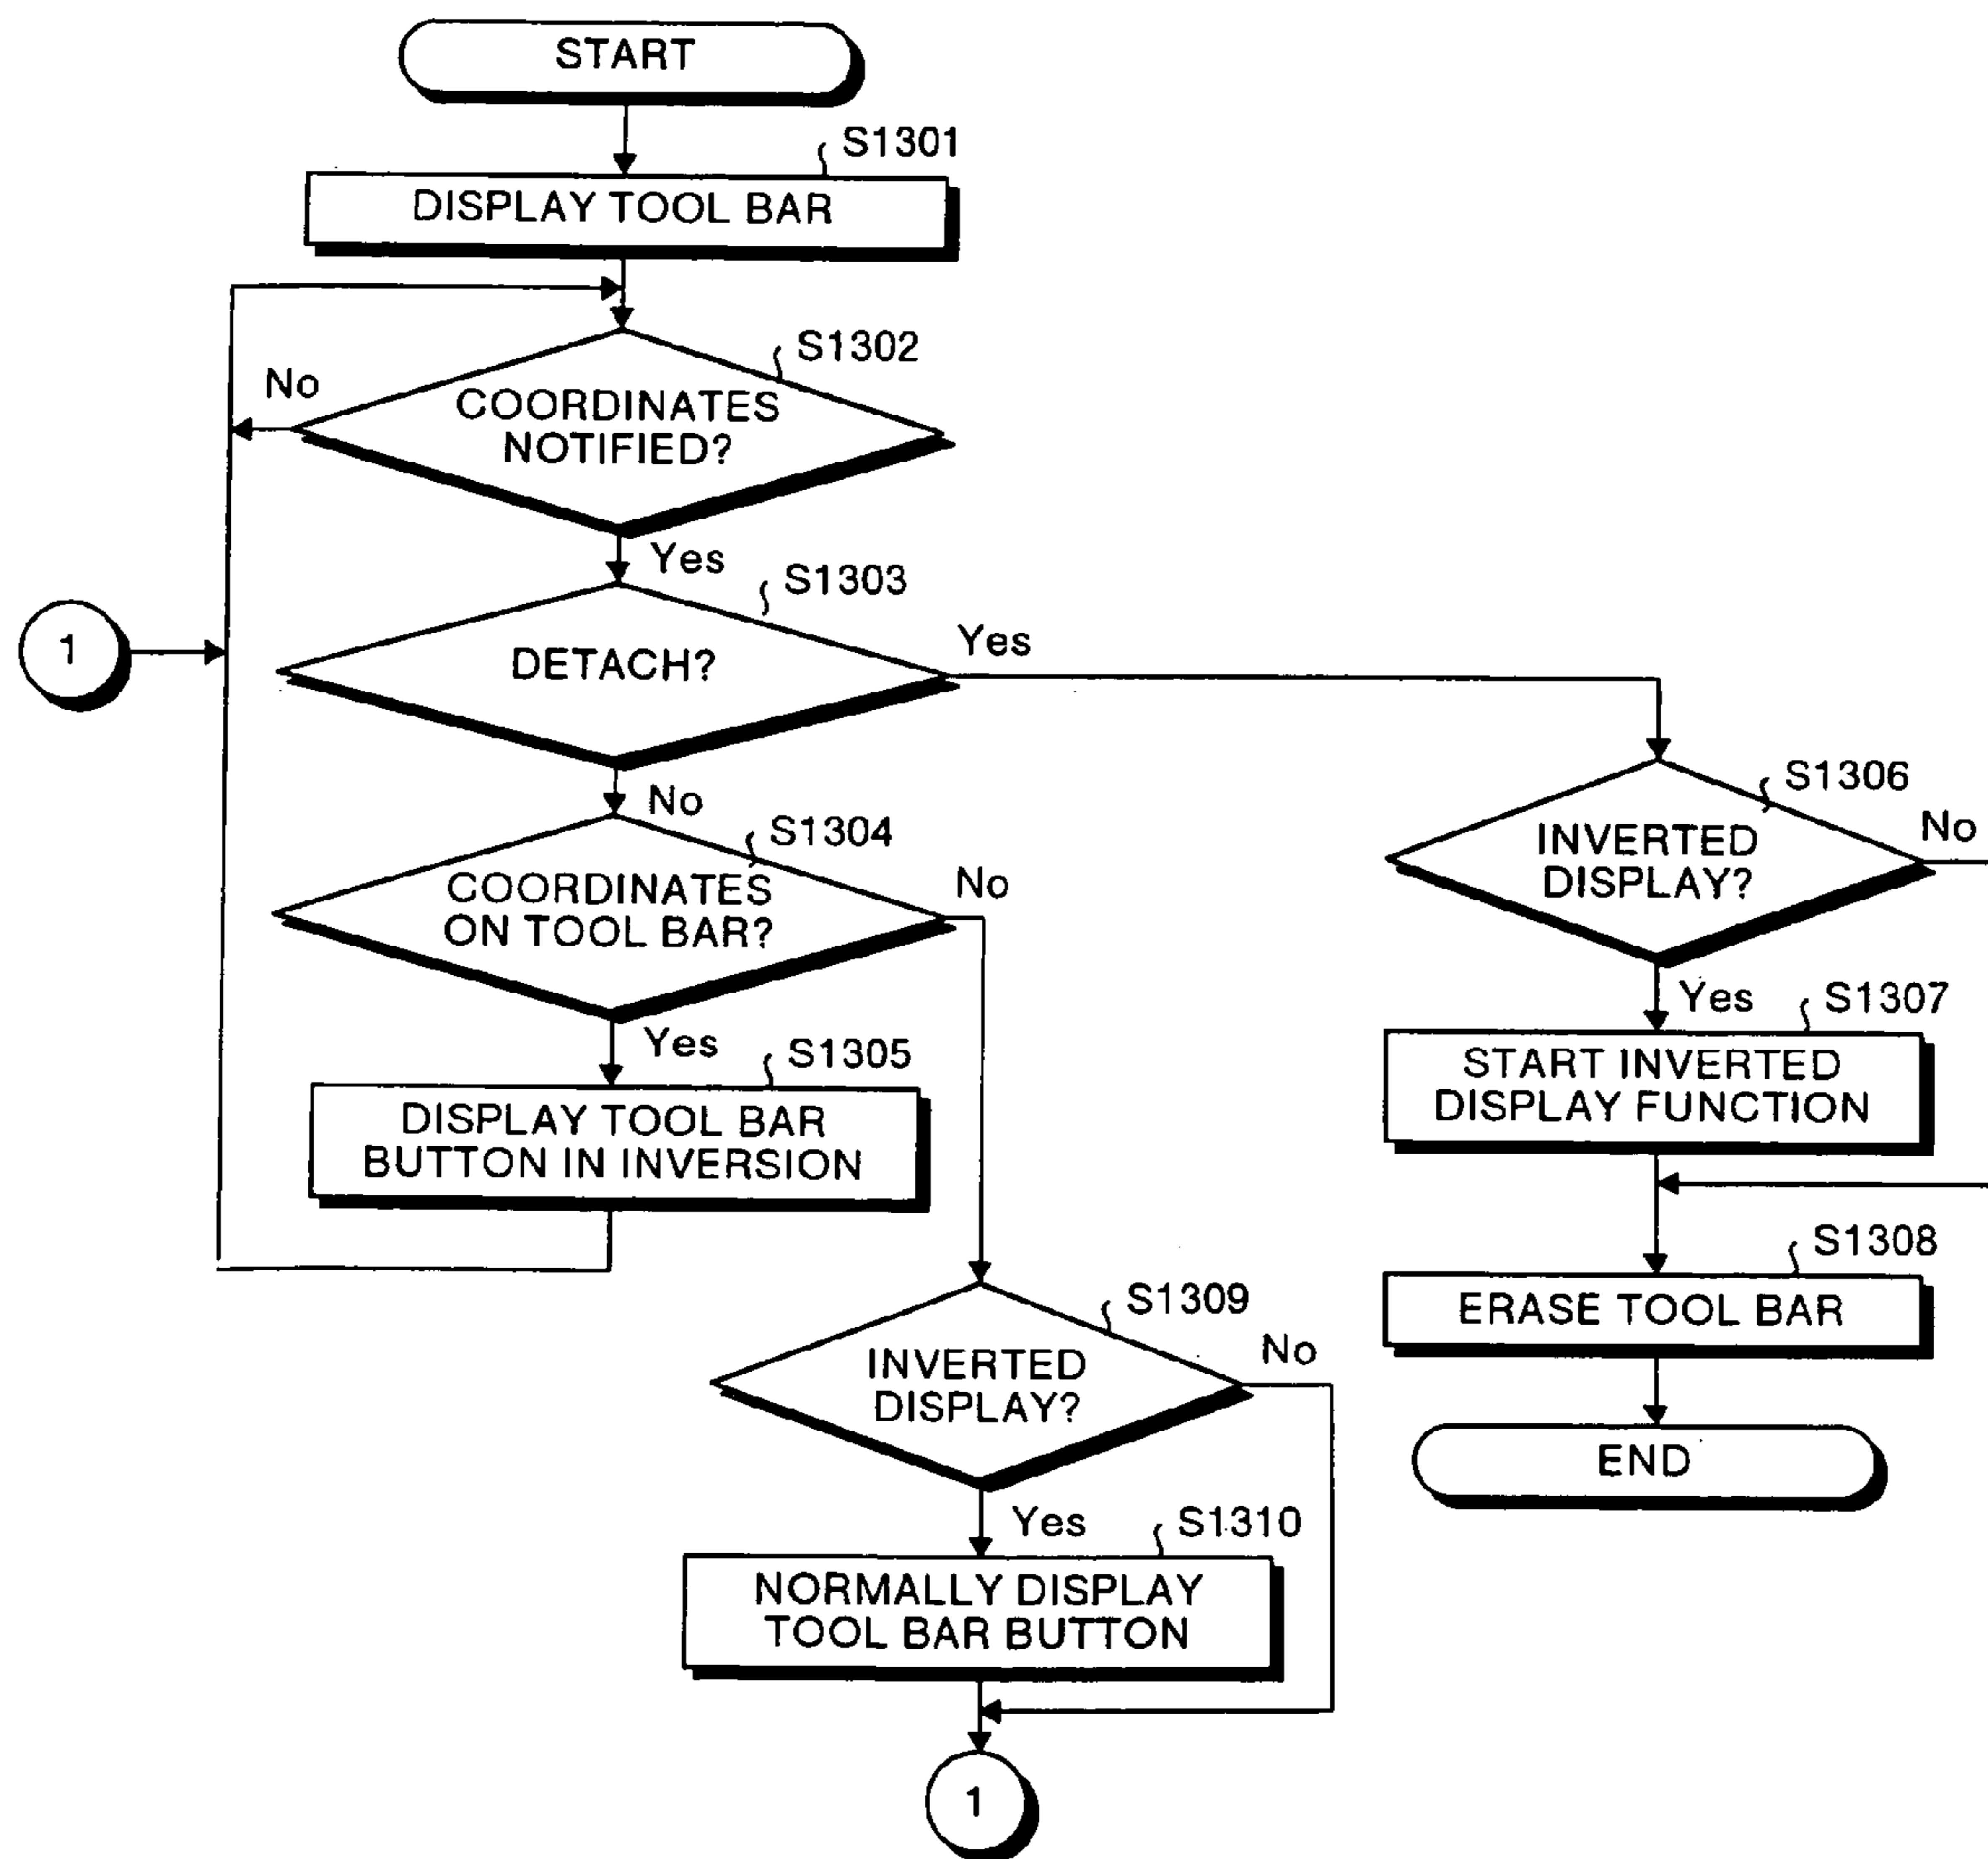 START
S1301
DISPLAY TOOL BAR
S1302
No
COORDINATES
NOTIFIED?
Yes
S1303
1
DETACH?
Yes
No
S1304
COORDINATES
ON TOOL BAR?
No
Yes
S1305
DISPLAY TOOL BAR
BUTTON IN INVERSION
S1306
INVERTED
DISPLAY?
No
Yes
S1307
START INVERTED
DISPLAY FUNCTION
S1308
ERASE TOOL BAR
END
S1309
INVERTED
DISPLAY?
No
Yes
S1310
NORMALLY DISPLAY
TOOL BAR BUTTON
1